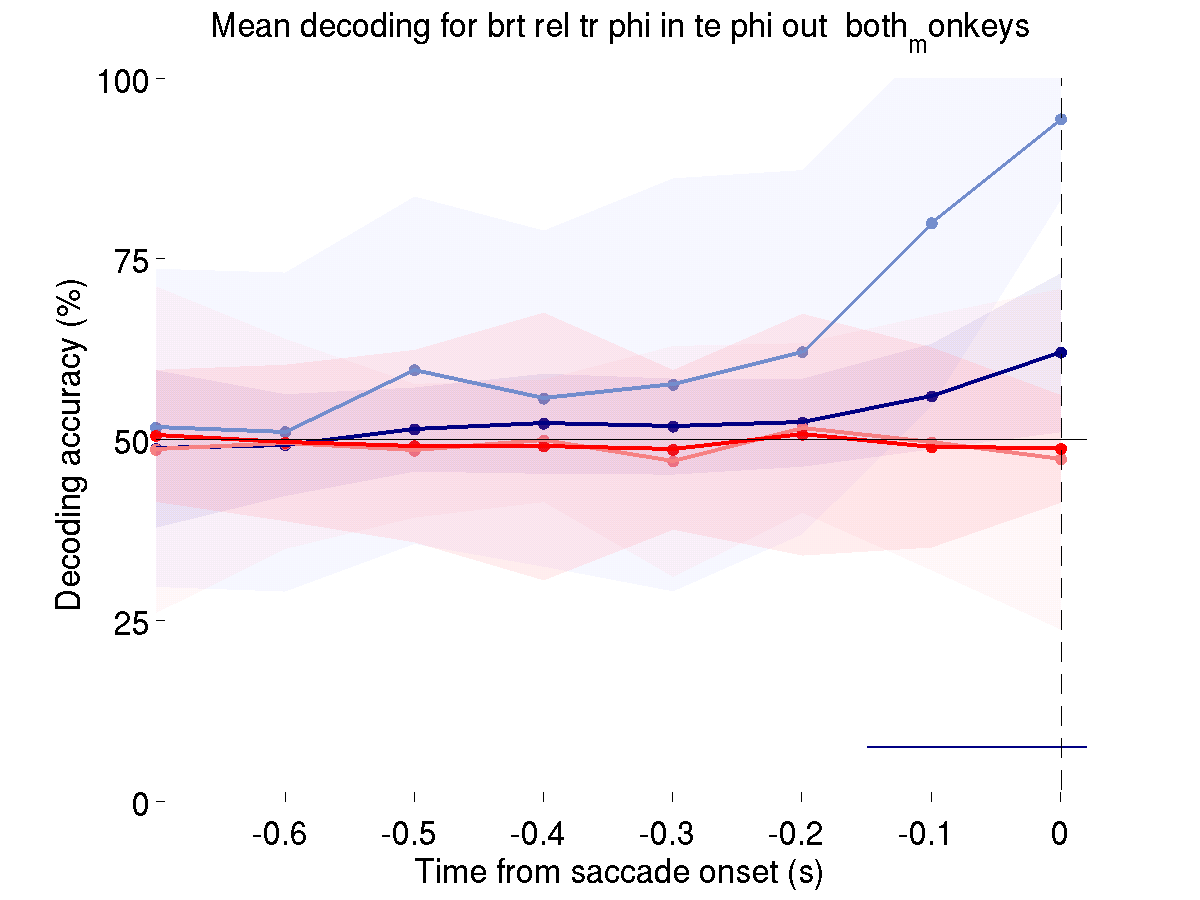 Mean decoding for brt rel tr phi in te phi out both_monkeys
100
75
50
25
0
Decoding accuracy (%)
-0.6 -0.5 -0.4 -0.3 -0.2 -0.1 0
Time from saccade onset (s)